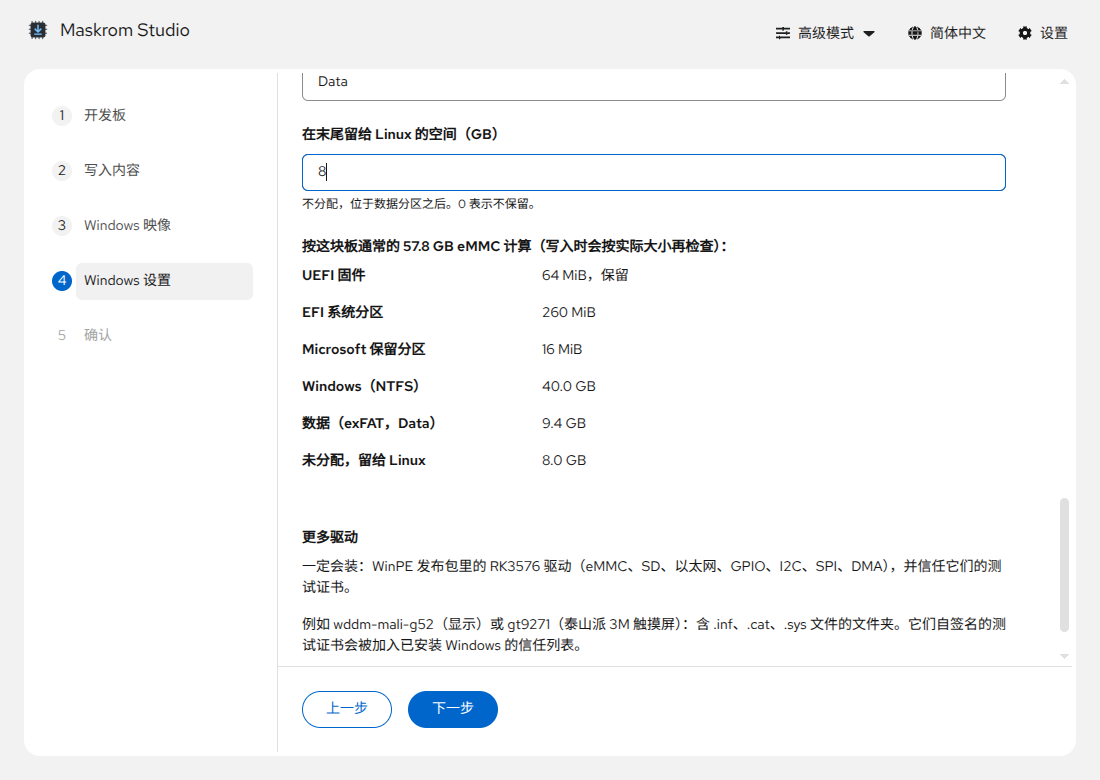 Maskrom Studio
高级模式
简体中文
设置
1 开发板
2 写入内容
3 Windows 映像
4 Windows 设置
5 确认
Data
在末尾留给 Linux 的空间（GB）
8
不分配，位于数据分区之后。0 表示不保留。
按这块板通常的 57.8 GB eMMC 计算（写入时会按实际大小再检查）：
UEFI 固件 64 MiB，保留
EFI 系统分区 260 MiB
Microsoft 保留分区 16 MiB
Windows（NTFS） 40.0 GB
数据（exFAT，Data） 9.4 GB
未分配，留给 Linux 8.0 GB
更多驱动
一定会装：WinPE 发布包里的 RK3576 驱动（eMMC、SD、以太网、GPIO、I2C、SPI、DMA），并信任它们的测
试证书。
例如 wddm-mali-g52（显示）或 gt9271（泰山派 3M 触摸屏）：含 .inf、.cat、.sys 文件的文件夹。它们自签名的测
试证书会被加入已安装 Windows 的信任列表。
上一步
下一步